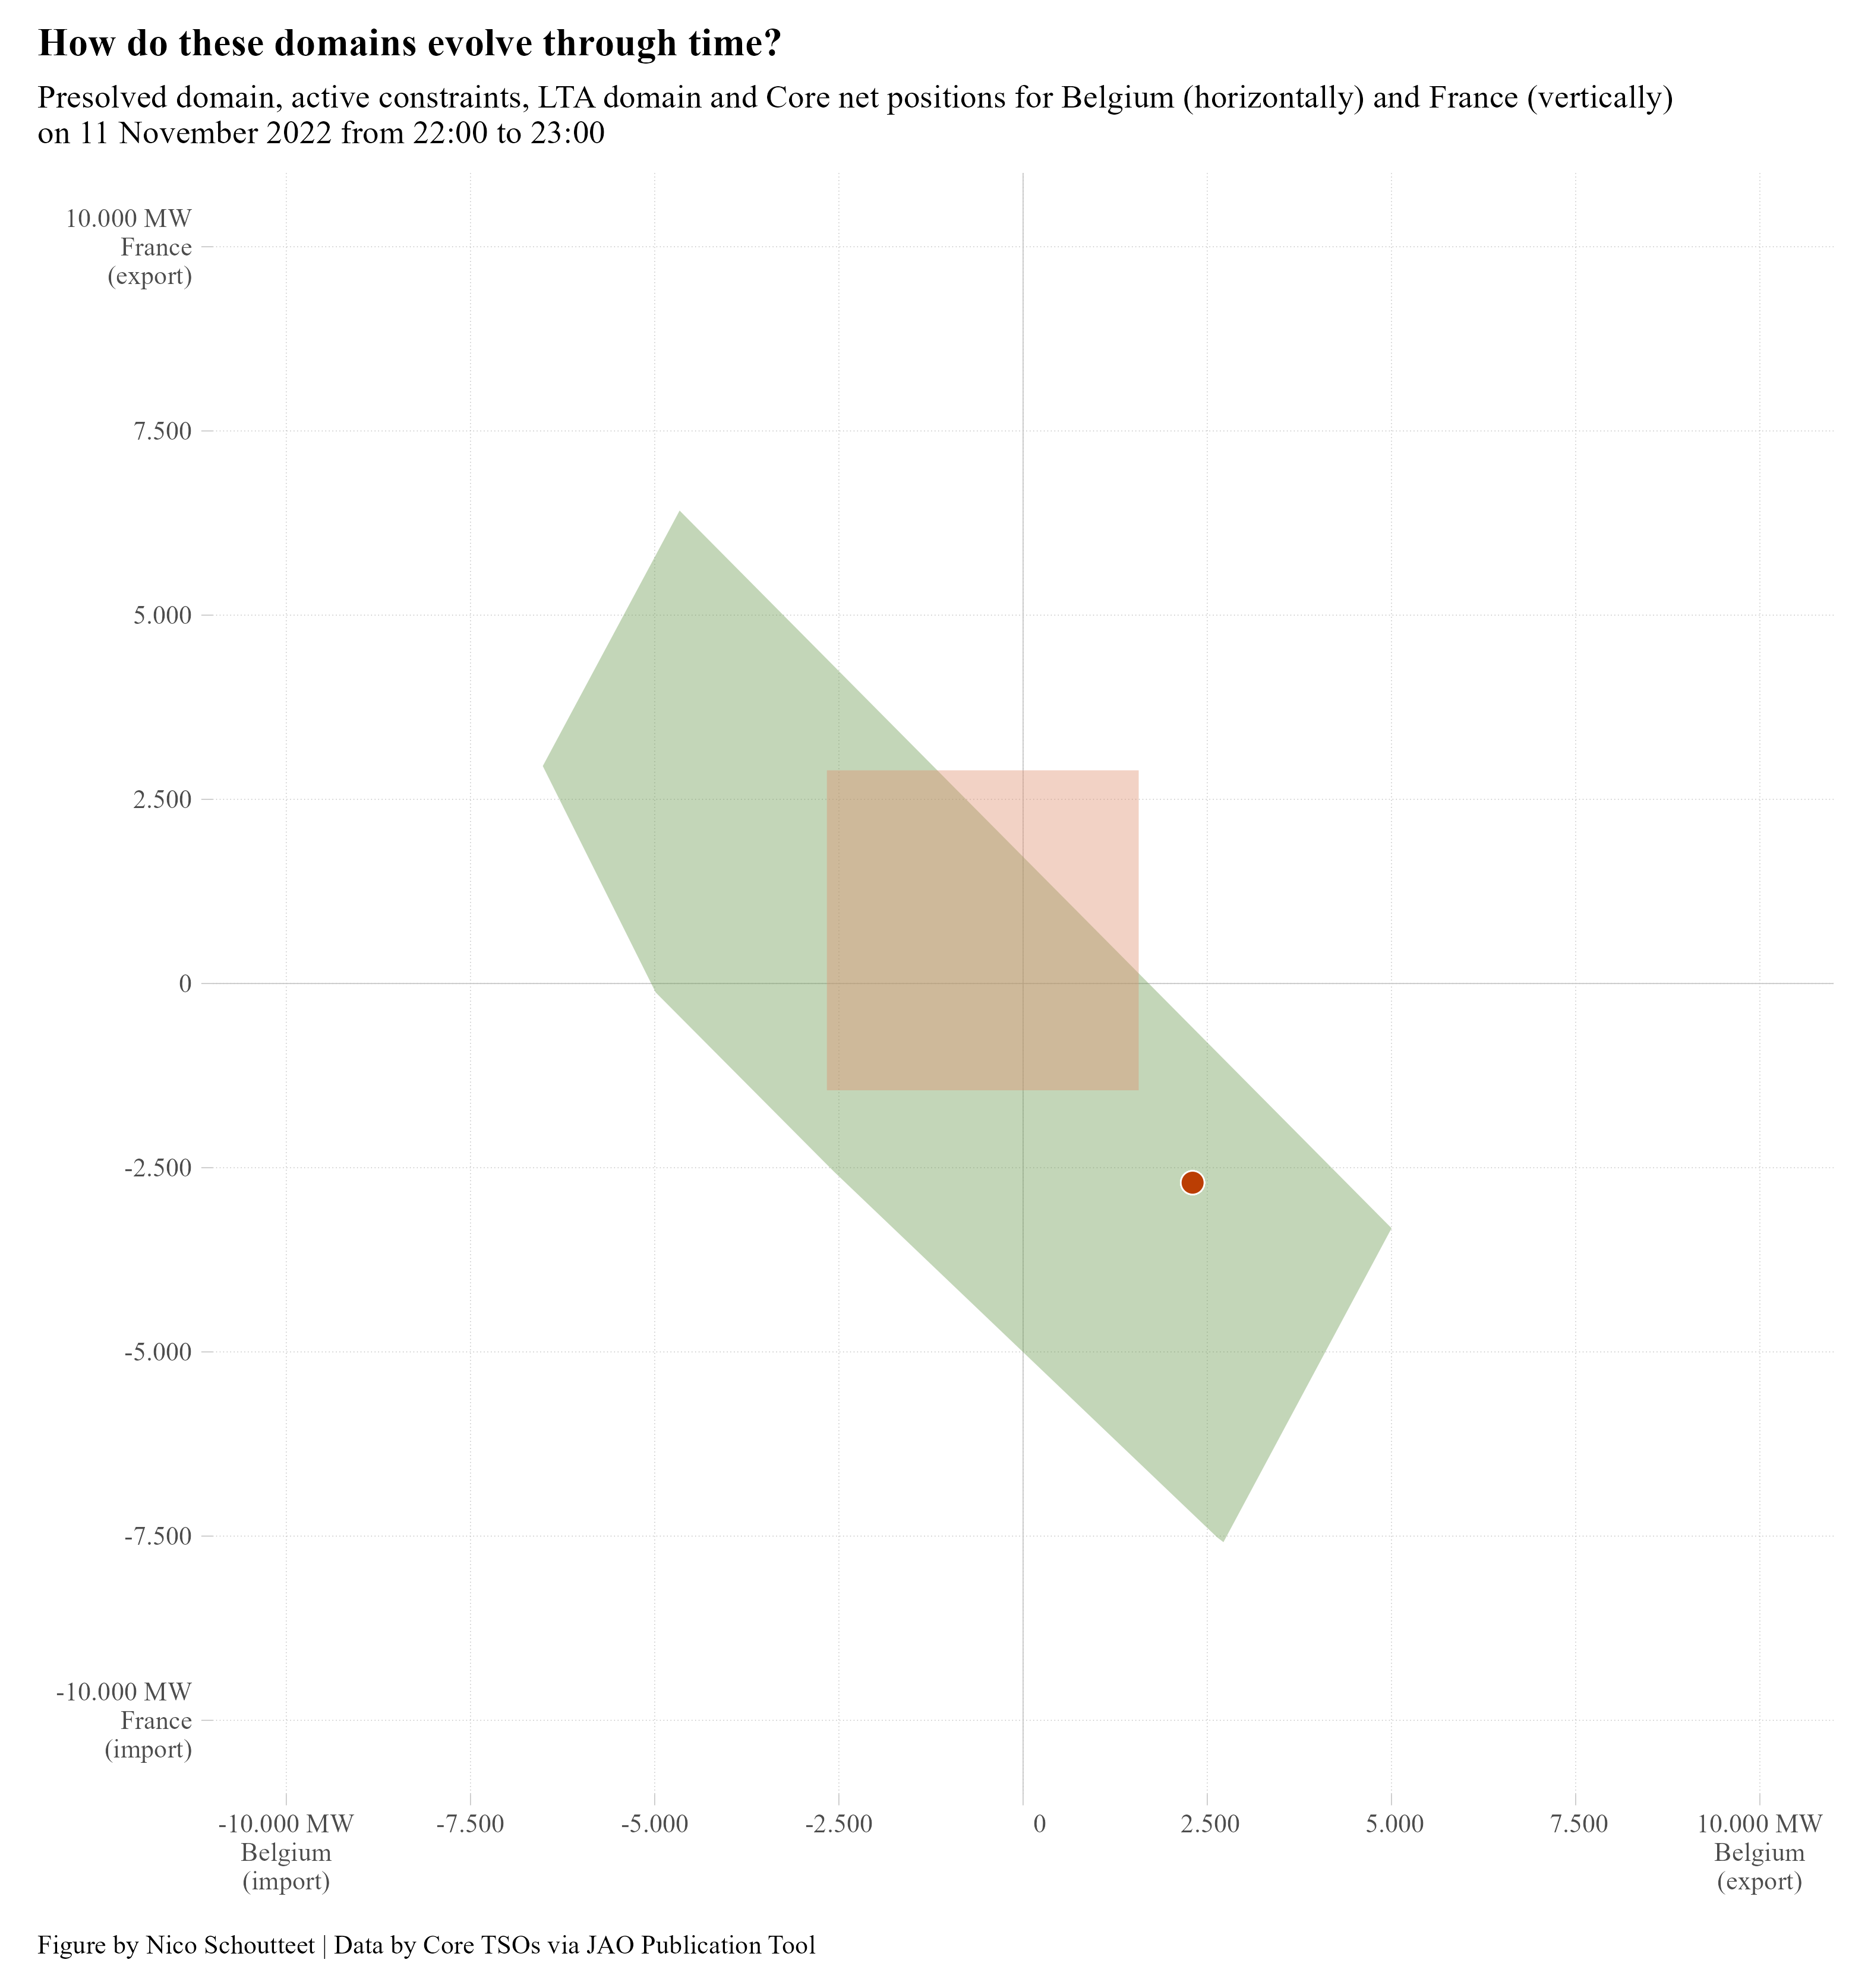 How do these domains evolve through time?
Presolved domain, active constraints, LTA domain and Core net positions for Belgium (horizontally) and France (vertically)
on 11 November 2022 from 22:00 to 23:00
10.000 MW
France
(export)
7.500
5.000
2.500
0
-2.500
-5.000
-7.500
-10.000 MW
France
(import)
-10.000 MW -7.500 -5.000 -2.500 0 2.500 5.000 7.500 10.000 MW
Belgium Belgium
(import) (export)
Figure by Nico Schoutteet | Data by Core TSOs via JAO Publication Tool